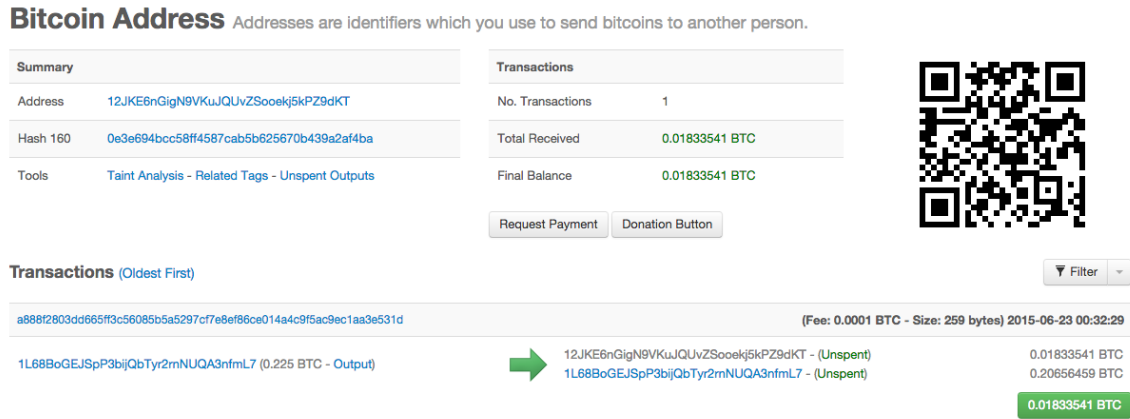 Bitcoin Address Addresses are identifiers which you use to send bitcoins to another person.
Summary
Address 12JKE6nGigN9VKuJQUvZSooekj5kPZ9dKT
Hash 160 0e3e694bcc58ff4587cab5b625670b439a2af4ba
Tools Taint Analysis - Related Tags - Unspent Outputs
Transactions
No. Transactions 1
Total Received 0.01833541 BTC
Final Balance 0.01833541 BTC
Request Payment Donation Button
Transactions (Oldest First)
Filter
a888f2803dd665ff3c56085b5a5297cf7e8ef86ce014a4c9f5ac9ec1aa3e531d (Fee: 0.0001 BTC - Size: 259 bytes) 2015-06-23 00:32:29
1L68BoGEJSpP3bijQbTyr2rnNUQA3nfmL7 (0.225 BTC - Output)
12JKE6nGigN9VKuJQUvZSooekj5kPZ9dKT - (Unspent) 0.01833541 BTC
1L68BoGEJSpP3bijQbTyr2rnNUQA3nfmL7 - (Unspent) 0.20656459 BTC
0.01833541 BTC